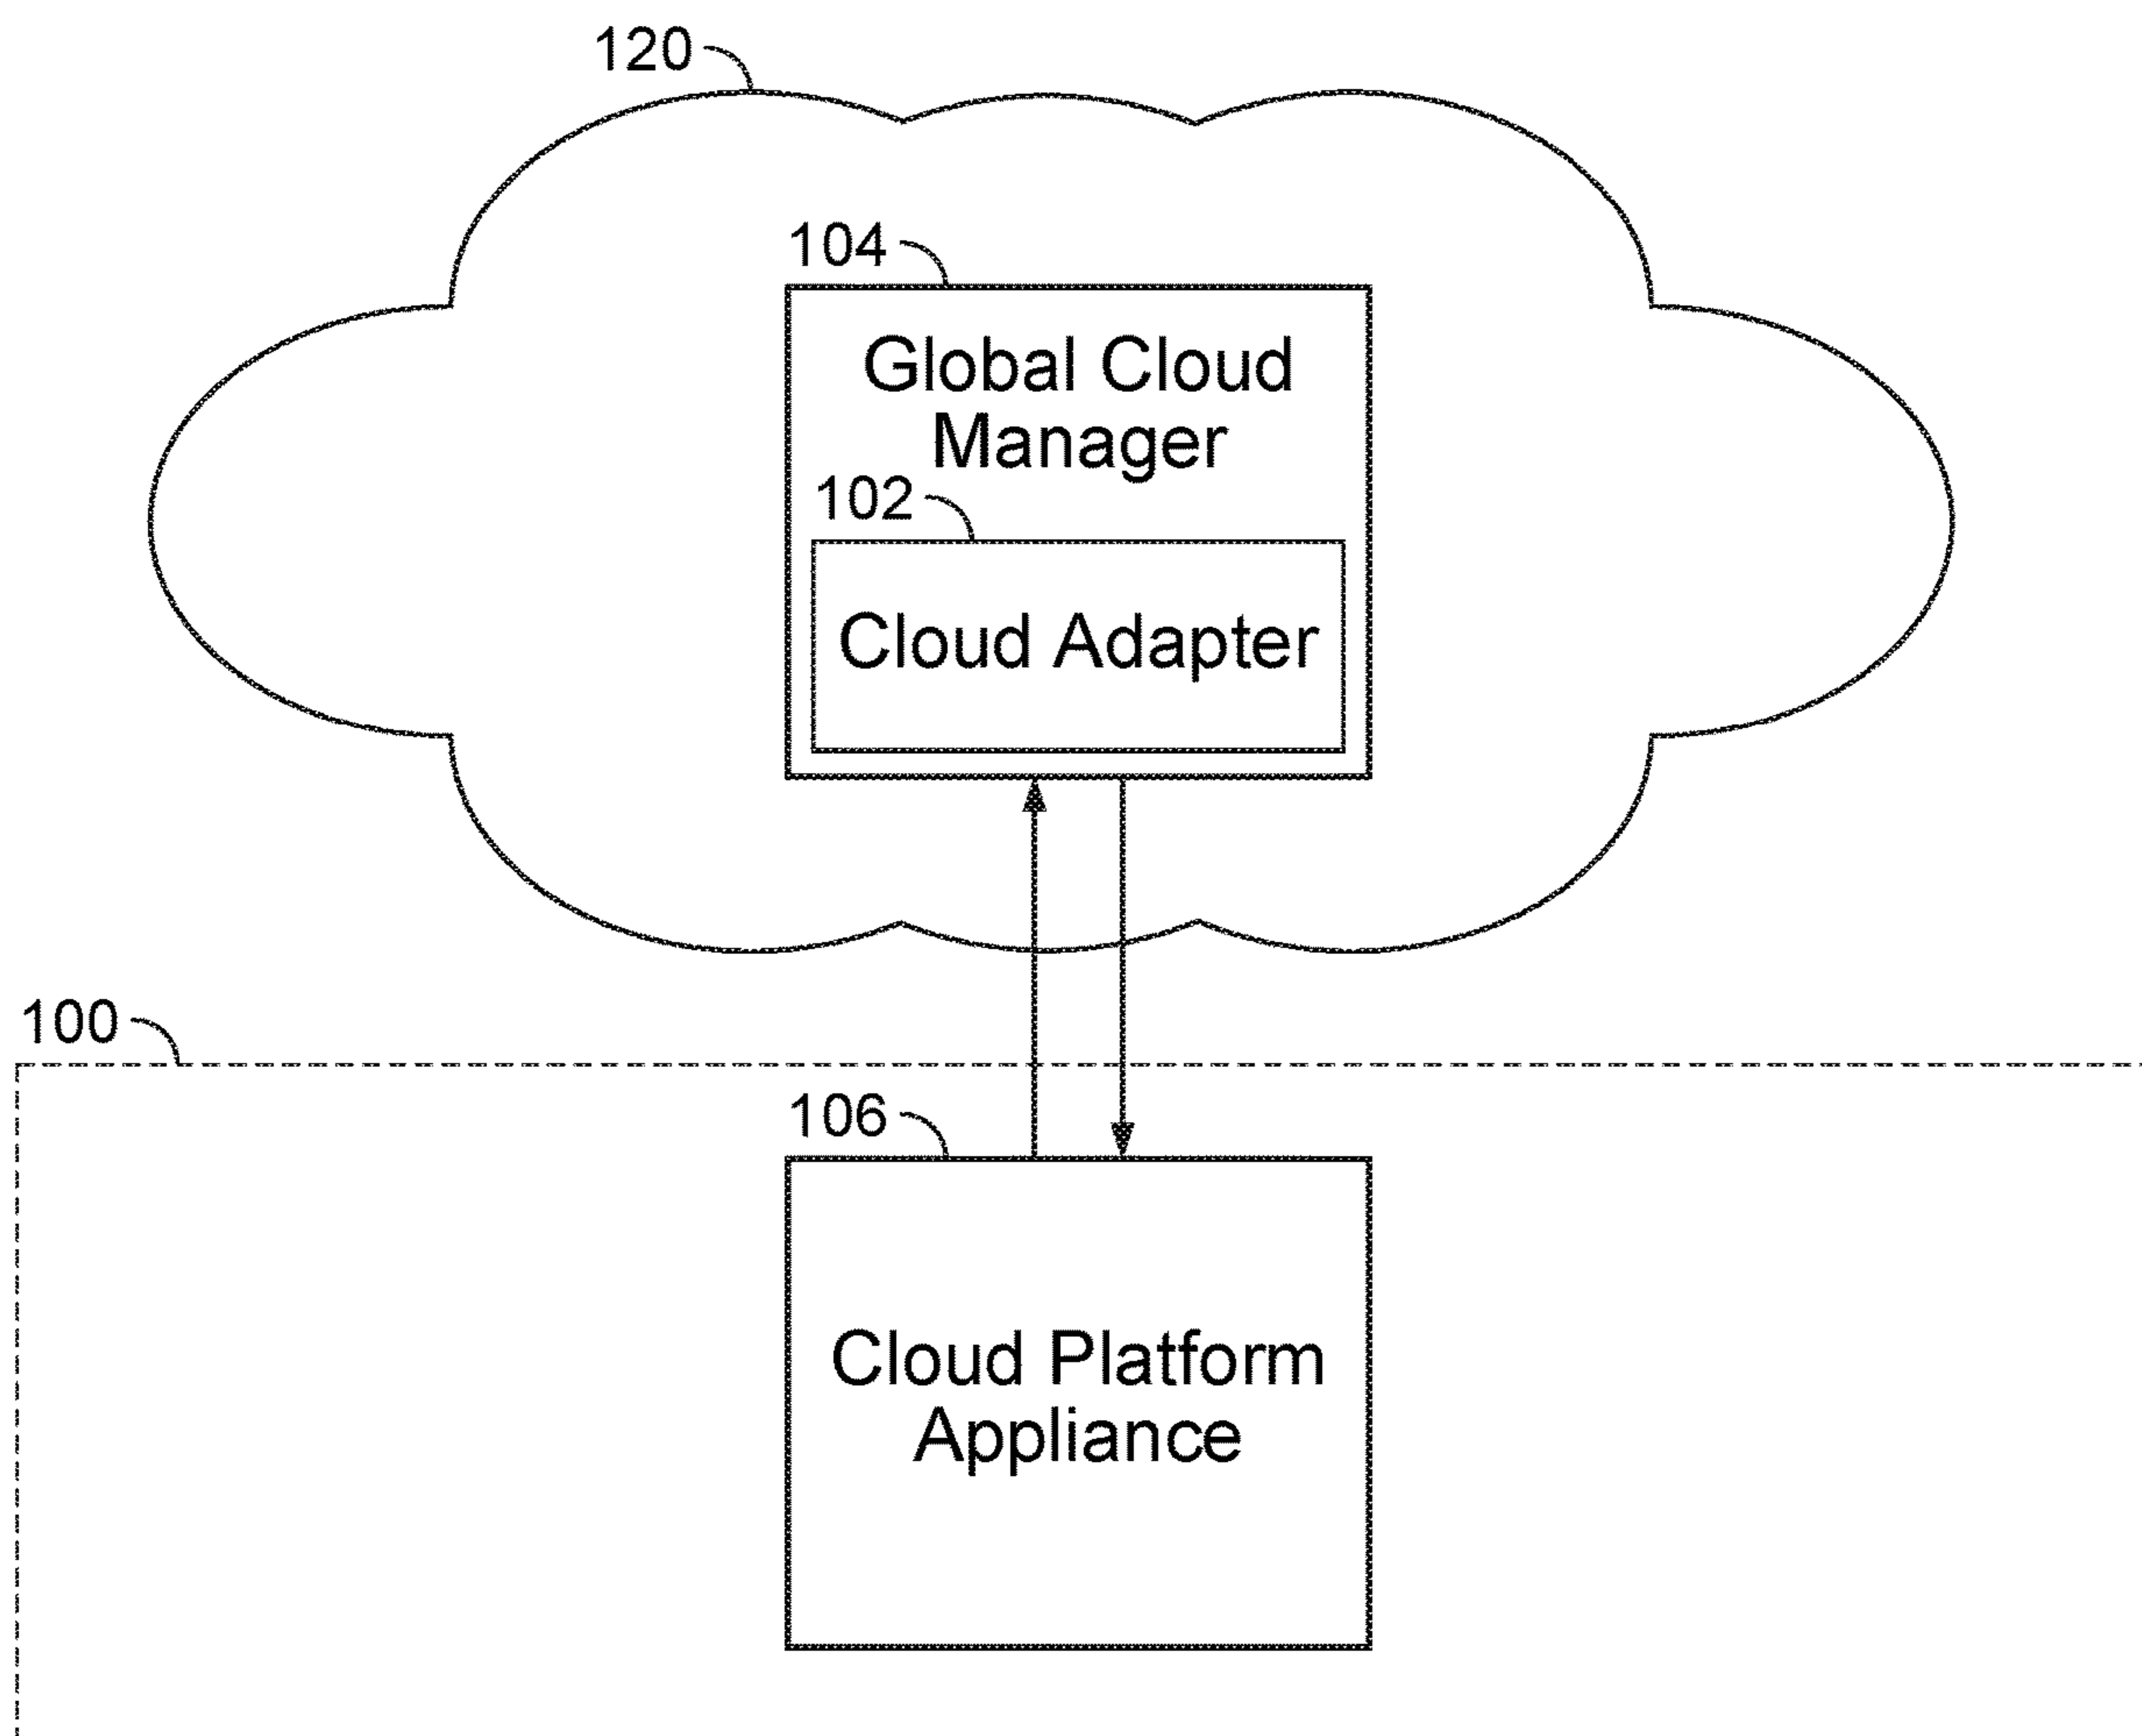 120
104
Global Cloud
Manager
102
Cloud Adapter
100
106
Cloud Platform
Appliance